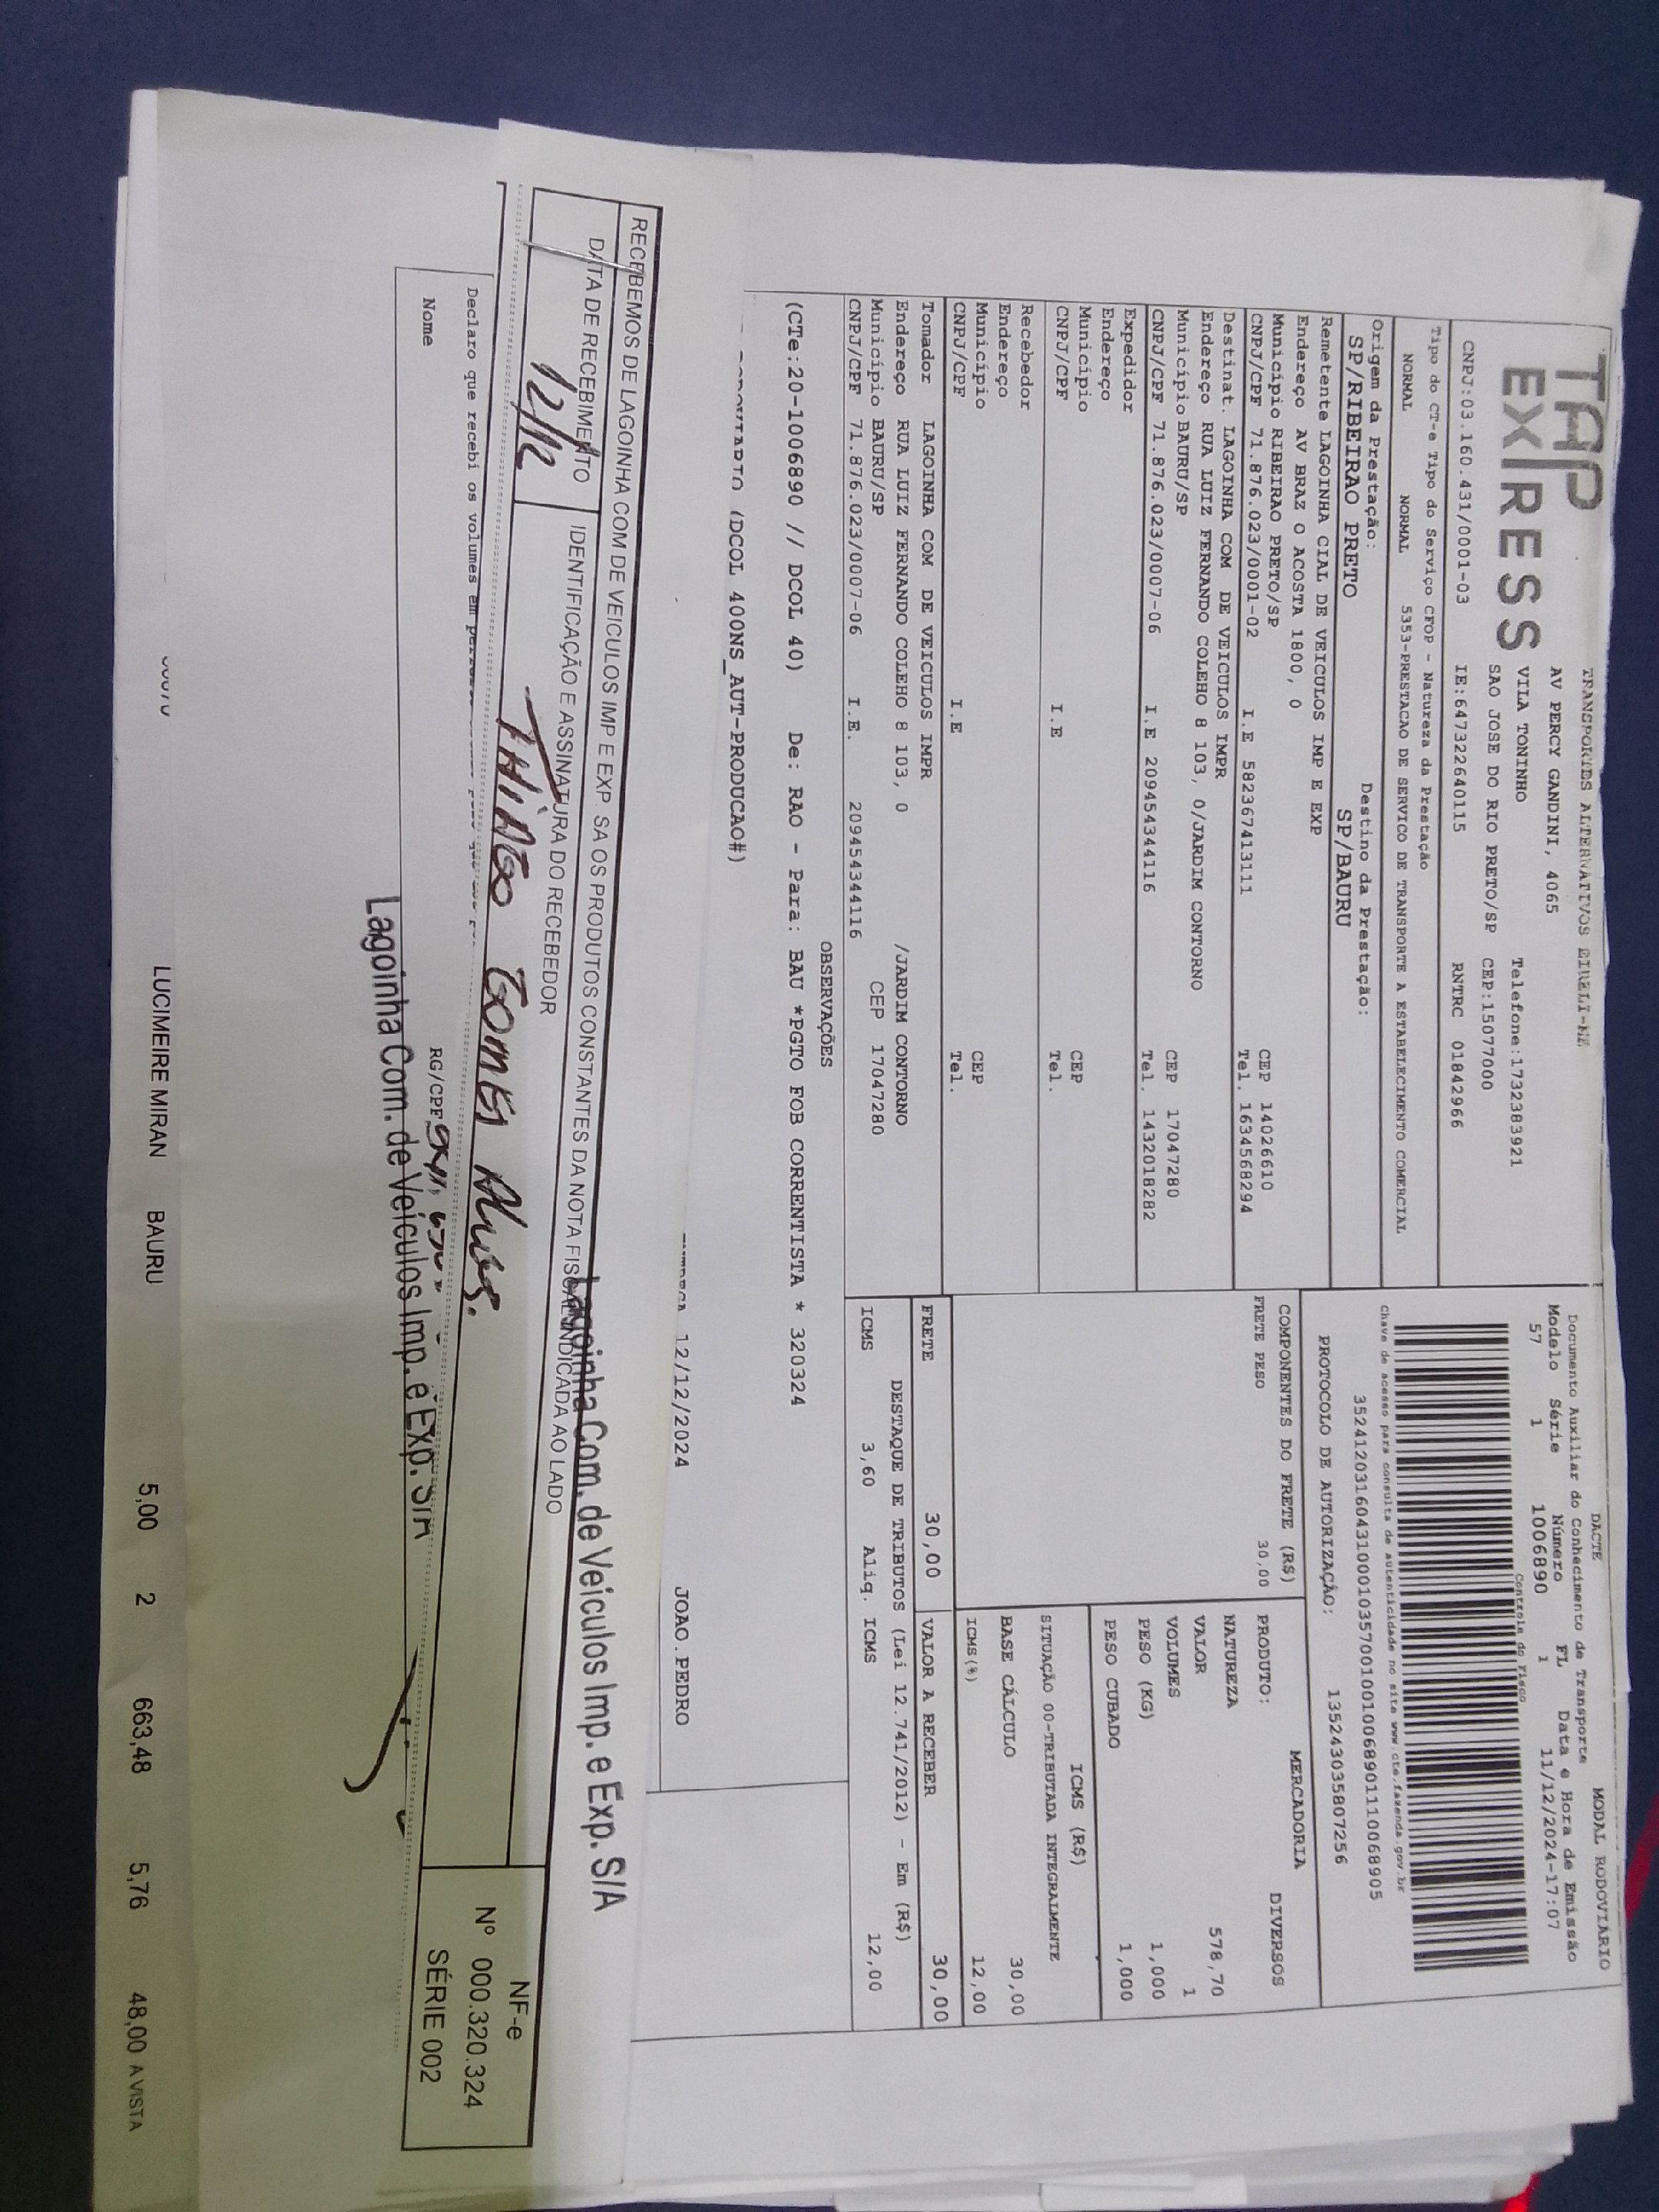 TAP
EXPRESS
TRANSPORTES ALTERNATIVOS EIRELI-ME
AV PERCY GANDINI, 4065
VILA TONINHO Telefone:1732383921
SAO JOSE DO RIO PRETO/SP CEP:15077000
CNPJ:03.160.431/0001-03 IE:647322640115 RNTRC 01842966
DACTE MODAL RODOVIÁRIO
Documento Auxiliar do Conhecimento de Transporte
Modelo Série Número FL Data e Hora de Emissão
57 1 1006890 1 11/12/2024-17:07
Controle do Fisco
Chave de acesso para consulta de autenticidade no site www.cte.fazenda.gov.br
35241203160431000103570010010068901110068905
PROTOCOLO DE AUTORIZAÇÃO: 135243035807256
Tipo do CT-e Tipo do Serviço CFOP - Natureza da Prestação
NORMAL NORMAL 5353-PRESTACAO DE SERVICO DE TRANSPORTE A ESTABELECIMENTO COMERCIAL
Origem da Prestação: Destino da Prestação:
SP/RIBEIRAO PRETO SP/BAURU
Remetente LAGOINHA CIAL DE VEICULOS IMP E EXP
Endereço AV BRAZ O ACOSTA 1800, 0
Município RIBEIRAO PRETO/SP CEP 14026610
CNPJ/CPF 71.876.023/0001-02 I.E 582367413111 Tel. 1634568294
Destinat. LAGOINHA COM DE VEICULOS IMPR
Endereço RUA LUIZ FERNANDO COLEHO 8 103, 0/JARDIM CONTORNO
Município BAURU/SP CEP 17047280
CNPJ/CPF 71.876.023/0007-06 I.E 209454344116 Tel. 1432018282
Expedidor
Endereço
Município CEP
CNPJ/CPF I.E Tel.
Recebedor
Endereço
Município CEP
CNPJ/CPF I.E Tel.
Tomador LAGOINHA COM DE VEICULOS IMPR
Endereço RUA LUIZ FERNANDO COLEHO 8 103, 0 /JARDIM CONTORNO
Município BAURU/SP CEP 17047280
CNPJ/CPF 71.876.023/0007-06 I.E. 209454344116
COMPONENTES DO FRETE (R$)
FRETE PESO 30,00
MERCADORIA
PRODUTO: DIVERSOS
NATUREZA
VALOR 578,70
VOLUMES 1
PESO (KG) 1,000
PESO CUBADO 1,000
ICMS (R$)
SITUAÇÃO 00-TRIBUTADA INTEGRALMENTE
BASE CÁLCULO 30,00
ICMS(%) 12,00
FRETE 30,00 VALOR A RECEBER 30,00
DESTAQUE DE TRIBUTOS (Lei 12.741/2012) - Em (R$)
ICMS 3,60 Aliq. ICMS 12,00
OBSERVAÇÕES
(CTe:20-1006890 // DCOL 40) De: RAO - Para: BAU *PGTO FOB CORRENTISTA * 320324
(DCOL 400NS_AUT-PRODUCAO#)
12/12/2024 JOAO.PEDRO
RECEBEMOS DE LAGOINHA COM DE VEICULOS IMP E EXP. SA OS PRODUTOS CONSTANTES DA NOTA FISCAL INDICADA AO LADO
Lagoinha Com. de Veículos Imp. e Exp. S/A
DATA DE RECEBIMENTO IDENTIFICAÇÃO E ASSINATURA DO RECEBEDOR
12/12 THIAGO GOMES Alves.
NF-e
Nº 000.320.324
SÉRIE 002
Declaro que recebi os volumes em
Nome RG/CPF
Lagoinha Com. de Veículos Imp. e Exp. S/A
LUCIMEIRE MIRAN BAURU 5,00 2 663,48 5,76 48,00 A VISTA